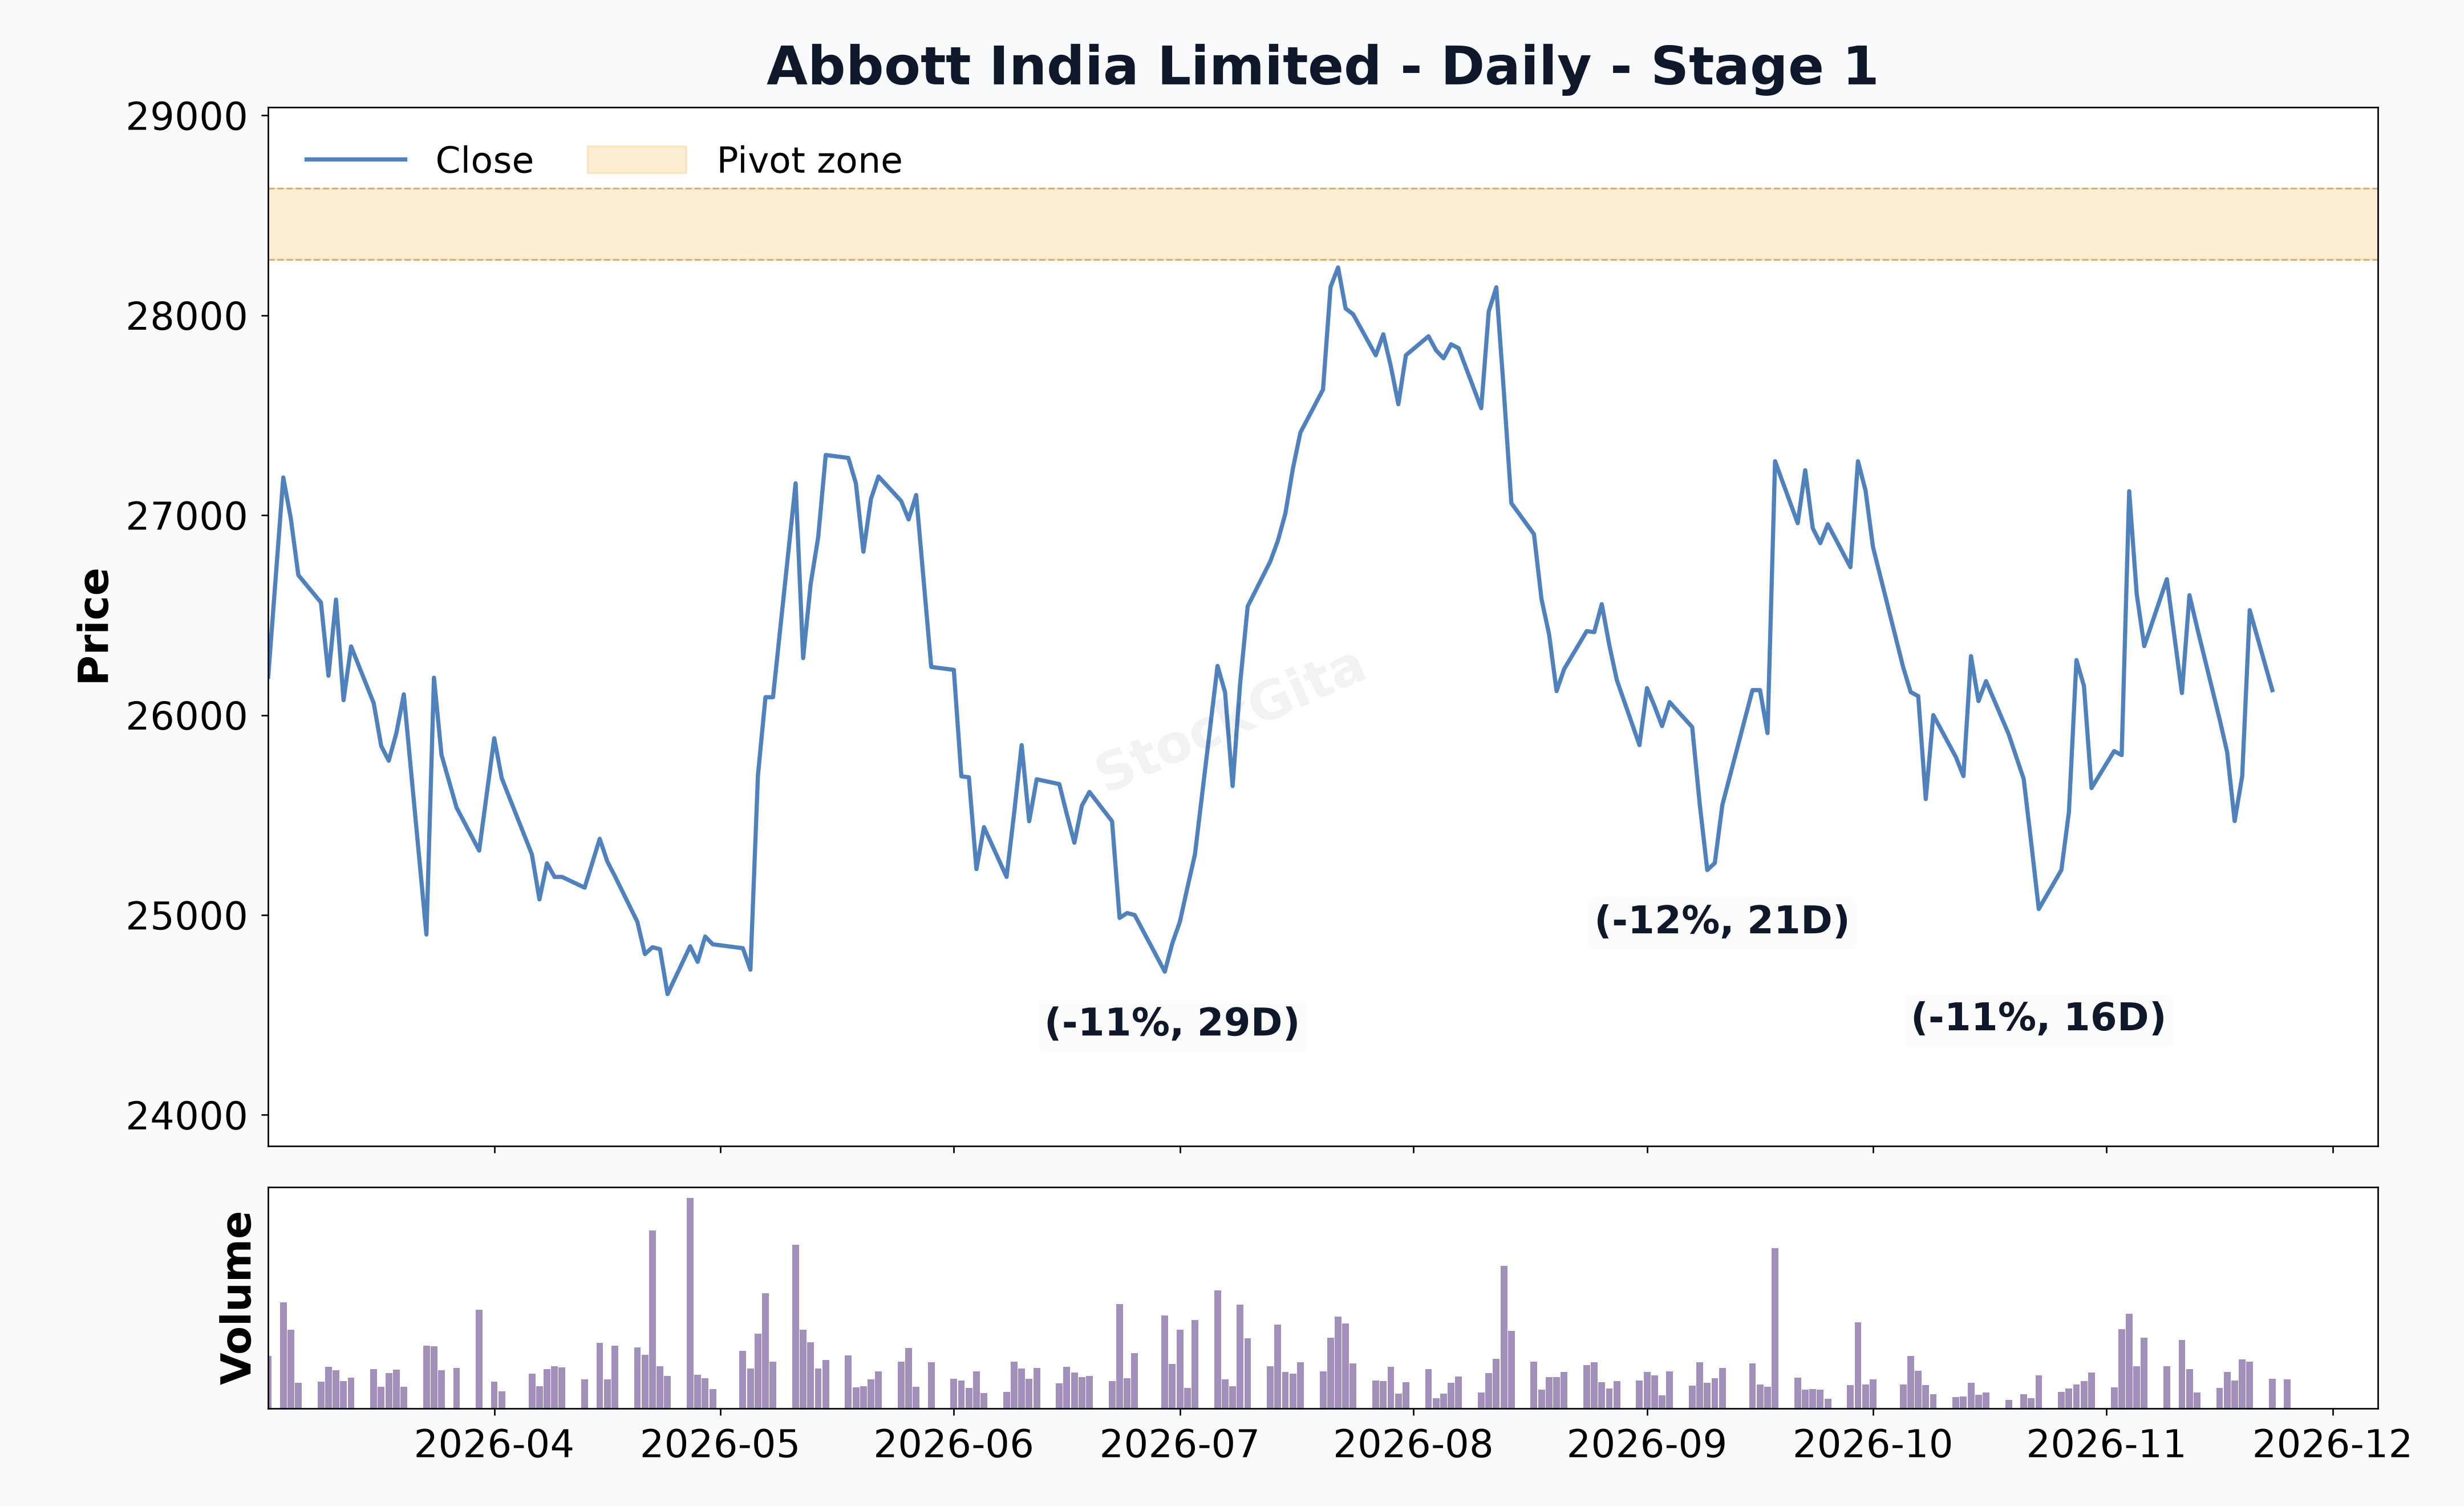 Abbott India Limited - Daily - Stage 1
29000
28000
27000
26000
25000
24000
Price
Close
Pivot zone
StockGita
(-11%, 29D)
(-12%, 21D)
(-11%, 16D)
Volume
2026-04
2026-05
2026-06
2026-07
2026-08
2026-09
2026-10
2026-11
2026-12